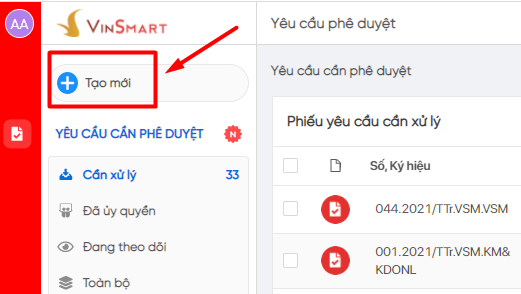 AA
VINSMART
Yêu cầu phê duyệt
Tạo mới
Yêu cầu cần phê duyệt
YÊU CẦU CẦN PHÊ DUYỆT
N
Phiếu yêu cầu cần xử lý
Cần xử lý 33
Số, Ký hiệu
Đã ủy quyền
044.2021/TTr.VSM.VSM
Đang theo dõi
001.2021/TTr.VSM.KM&
KDONL
Toàn bộ